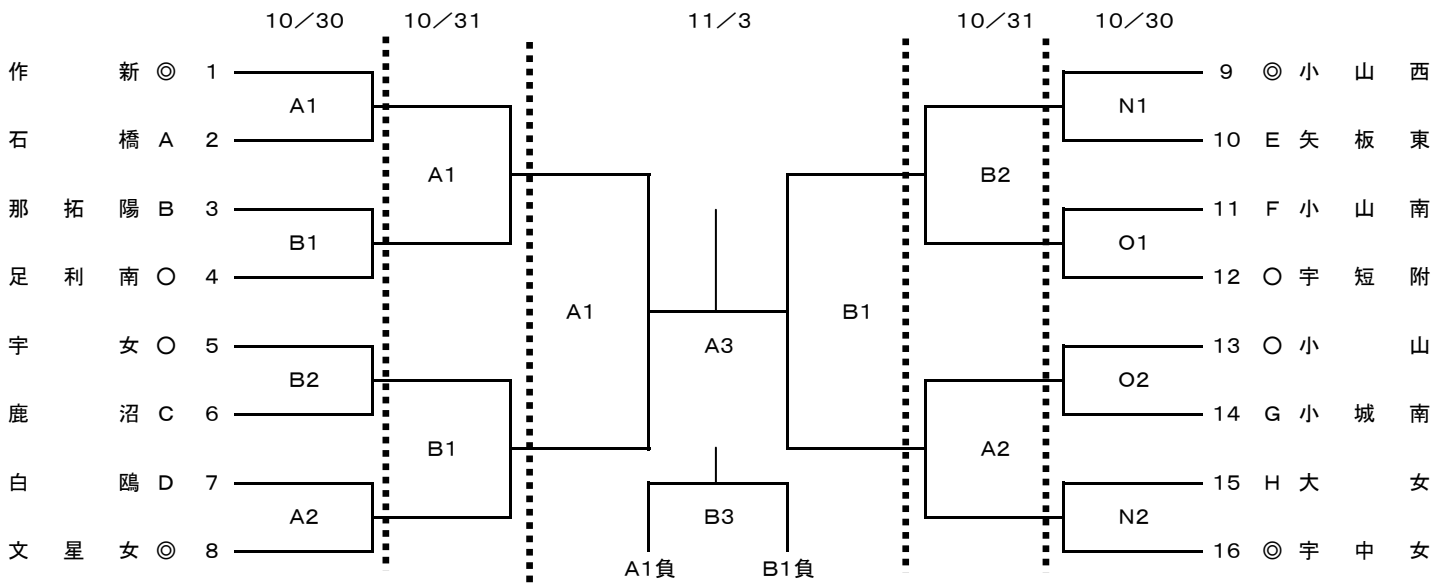 10/30 10/31 11/3 10/31 10/30
作新 ◎ 1 9 ◎ 小山西
A1 N1
石橋 A 2 10 E 矢板東
A1 B2
那拓陽 B 3 11 F 小山南
B1 O1
足利南 ○ 4 12 ○ 宇短附
A1 B1
宇女 ○ 5 A3 13 ○ 小山
B2 O2
鹿沼 C 6 14 G 小城南
B1 A2
白鷗 D 7 15 H 大女
A2 B3 N2
文星女 ◎ 8 16 ◎ 宇中女
A1負 B1負